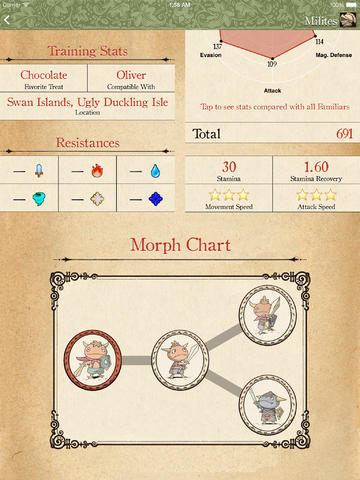 Carrier 1:58 AM 100%
Milites
Training Stats
Chocolate Oliver
Favorite Treat Compatible With
Swan Islands, Ugly Duckling Isle
Location
Resistances
— — —
— — —
137 114
Evasion Mag. Defense
109
Attack
Tap to see stats compared with all Familiars
Total 691
30 1.60
Stamina Stamina Recovery
Movement Speed Attack Speed
Morph Chart